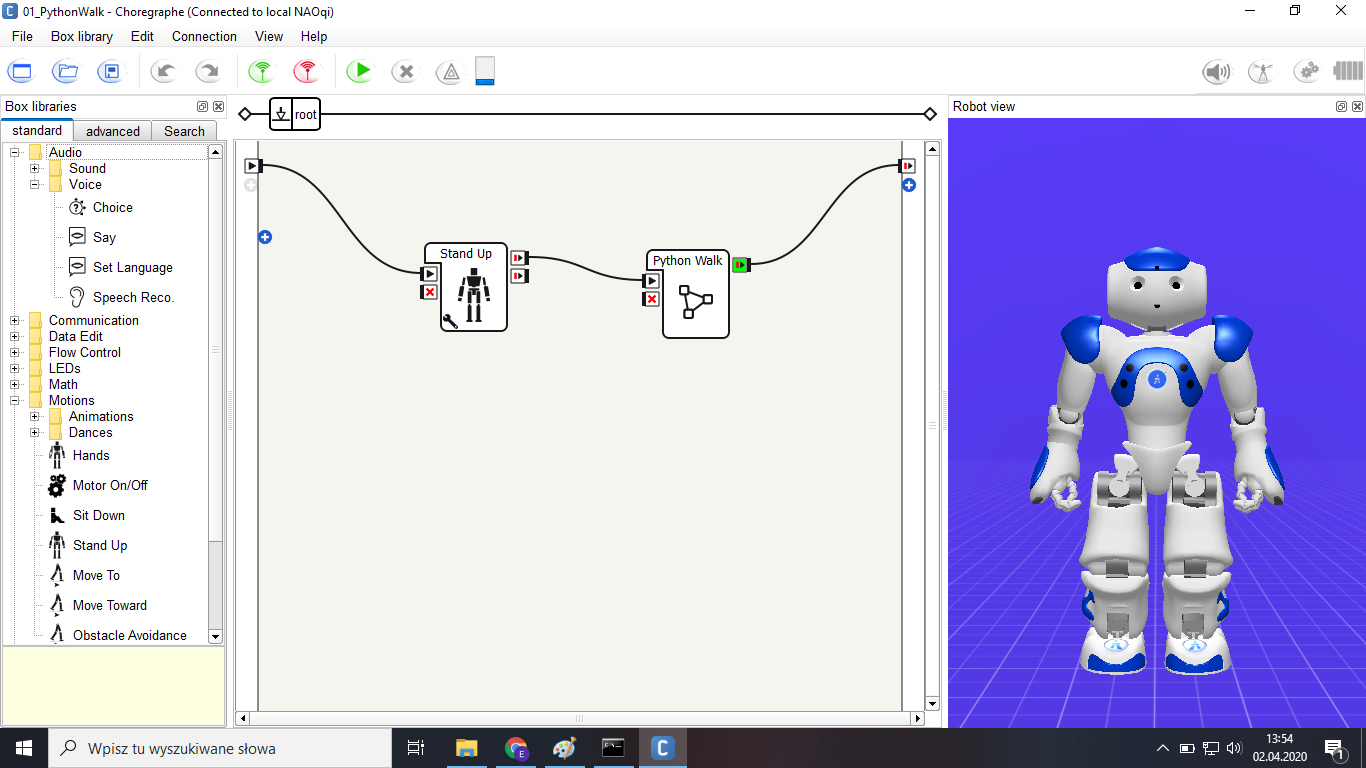 01_PythonWalk - Choregraphe (Connected to local NAOqi)
File Box library Edit Connection View Help
Box libraries
standard advanced Search
Audio
Sound
Voice
Choice
Say
Set Language
Speech Reco.
Communication
Data Edit
Flow Control
LEDs
Math
Motions
Animations
Dances
Hands
Motor On/Off
Sit Down
Stand Up
Move To
Move Toward
Obstacle Avoidance
root
Stand Up
Python Walk
Robot view
Wpisz tu wyszukiwane słowa
E
C
13:54
02.04.2020
1